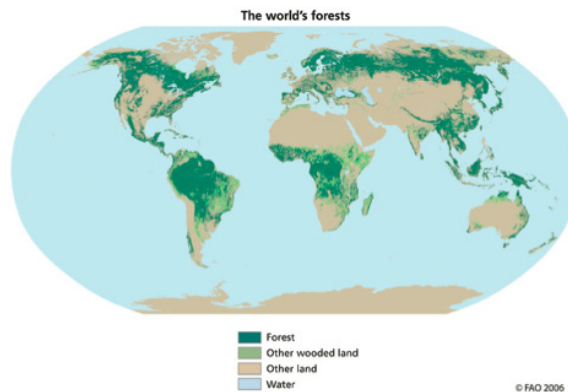 The world's forests
Forest
Other wooded land
Other land
Water
© FAO 2006